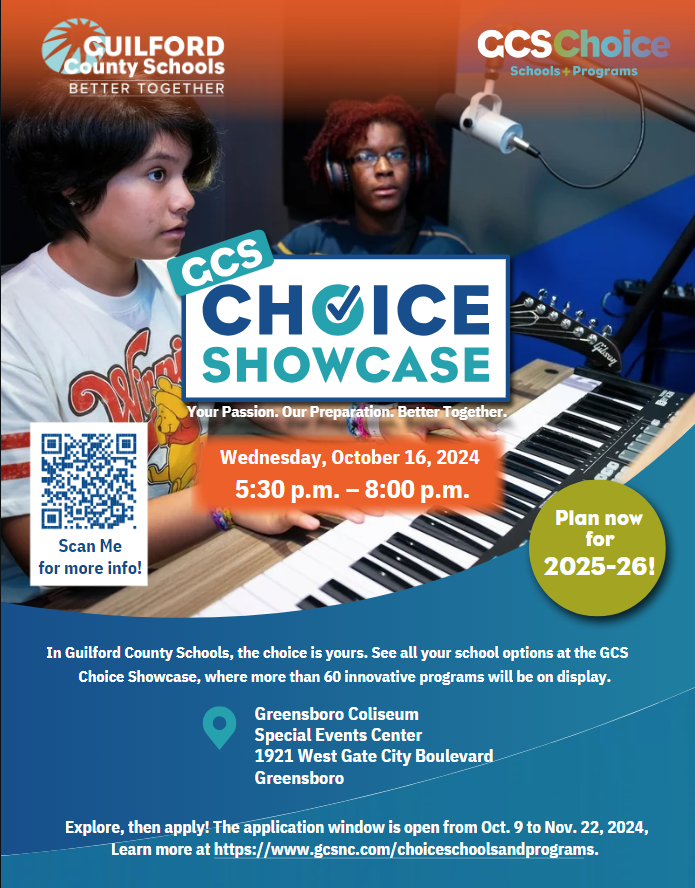 GUILFORD
County Schools
BETTER TOGETHER
GCSChoice
Schools+Programs
GCS
CHOICE
SHOWCASE
Your Passion. Our Preparation. Better Together.
Wednesday, October 16, 2024
5:30 p.m. – 8:00 p.m.
Winni
Gibson
Scan Me
for more info!
Plan now
for
2025-26!
In Guilford County Schools, the choice is yours. See all your school options at the GCS
Choice Showcase, where more than 60 innovative programs will be on display.
Greensboro Coliseum
Special Events Center
1921 West Gate City Boulevard
Greensboro
Explore, then apply! The application window is open from Oct. 9 to Nov. 22, 2024,
Learn more at https://www.gcsnc.com/choiceschoolsandprograms.